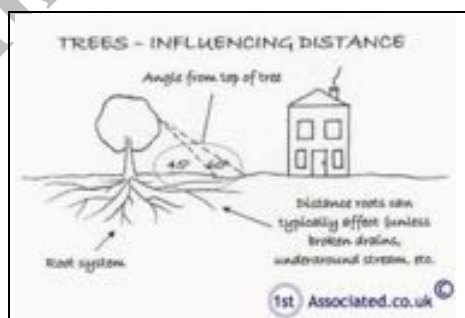 TREES - INFLUENCING DISTANCE
Angle from top of tree
45°
60°
Distance roots can
typically affect (unless
broken drains,
underground stream, etc.
Root system
1st Associated.co.uk ©